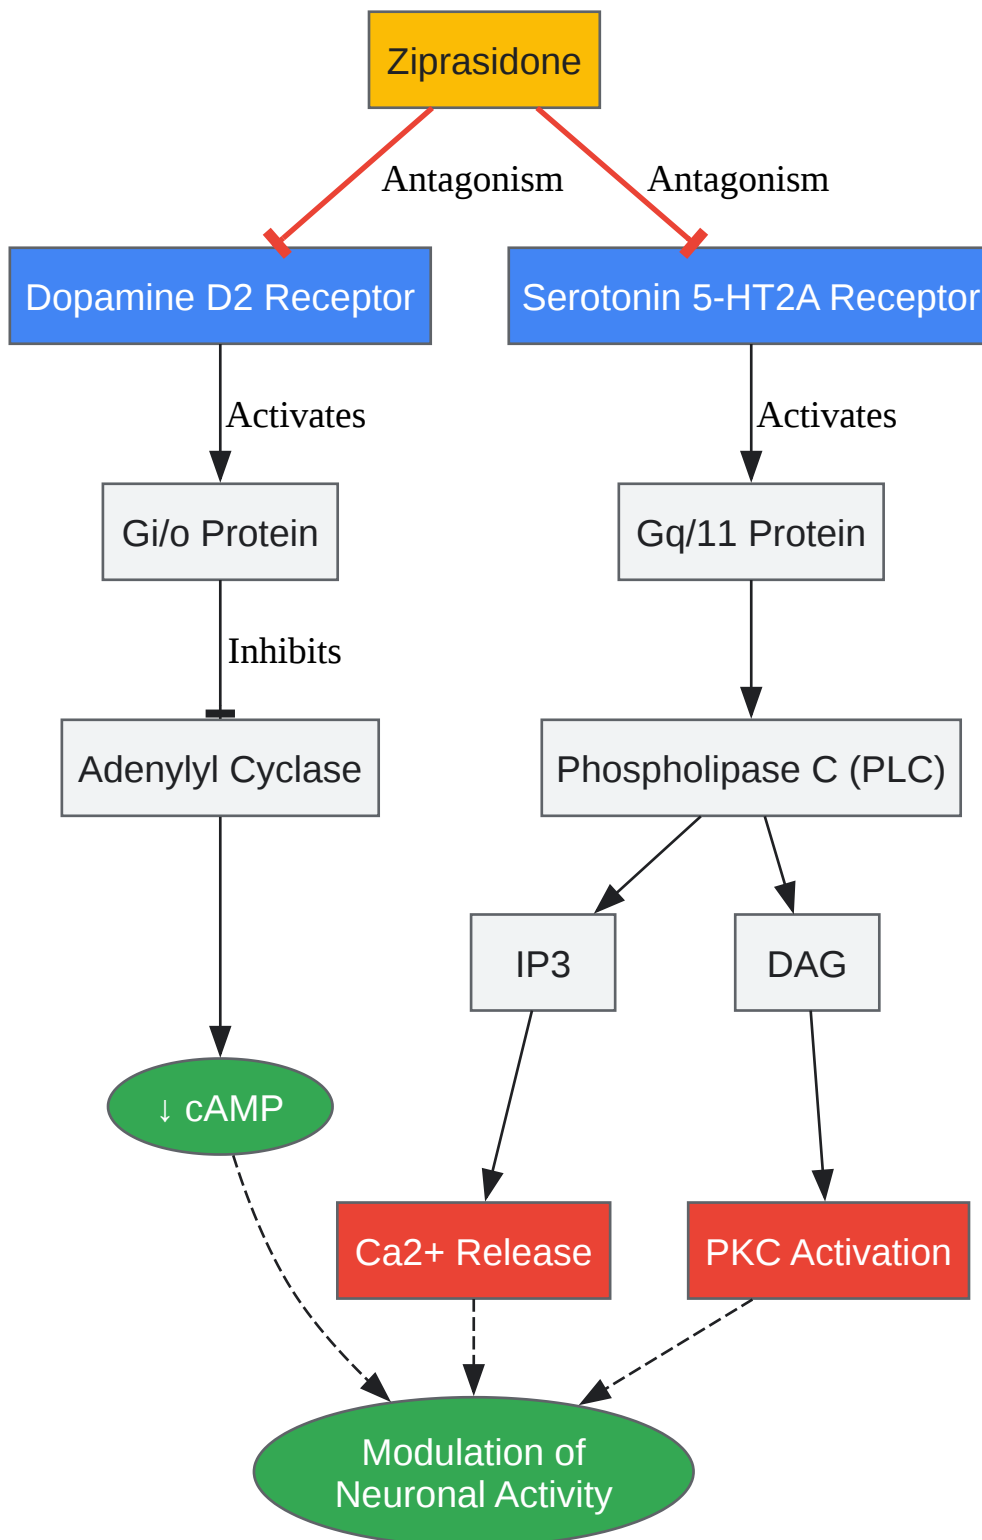 Ziprasidone
Antagonism
Antagonism
Dopamine D2 Receptor
Serotonin 5-HT2A Receptor
Activates
Activates
Gi/o Protein
Gq/11 Protein
Inhibits
Adenylyl Cyclase
Phospholipase C (PLC)
IP3
DAG
↓ cAMP
Ca2+ Release
PKC Activation
Modulation of
Neuronal Activity